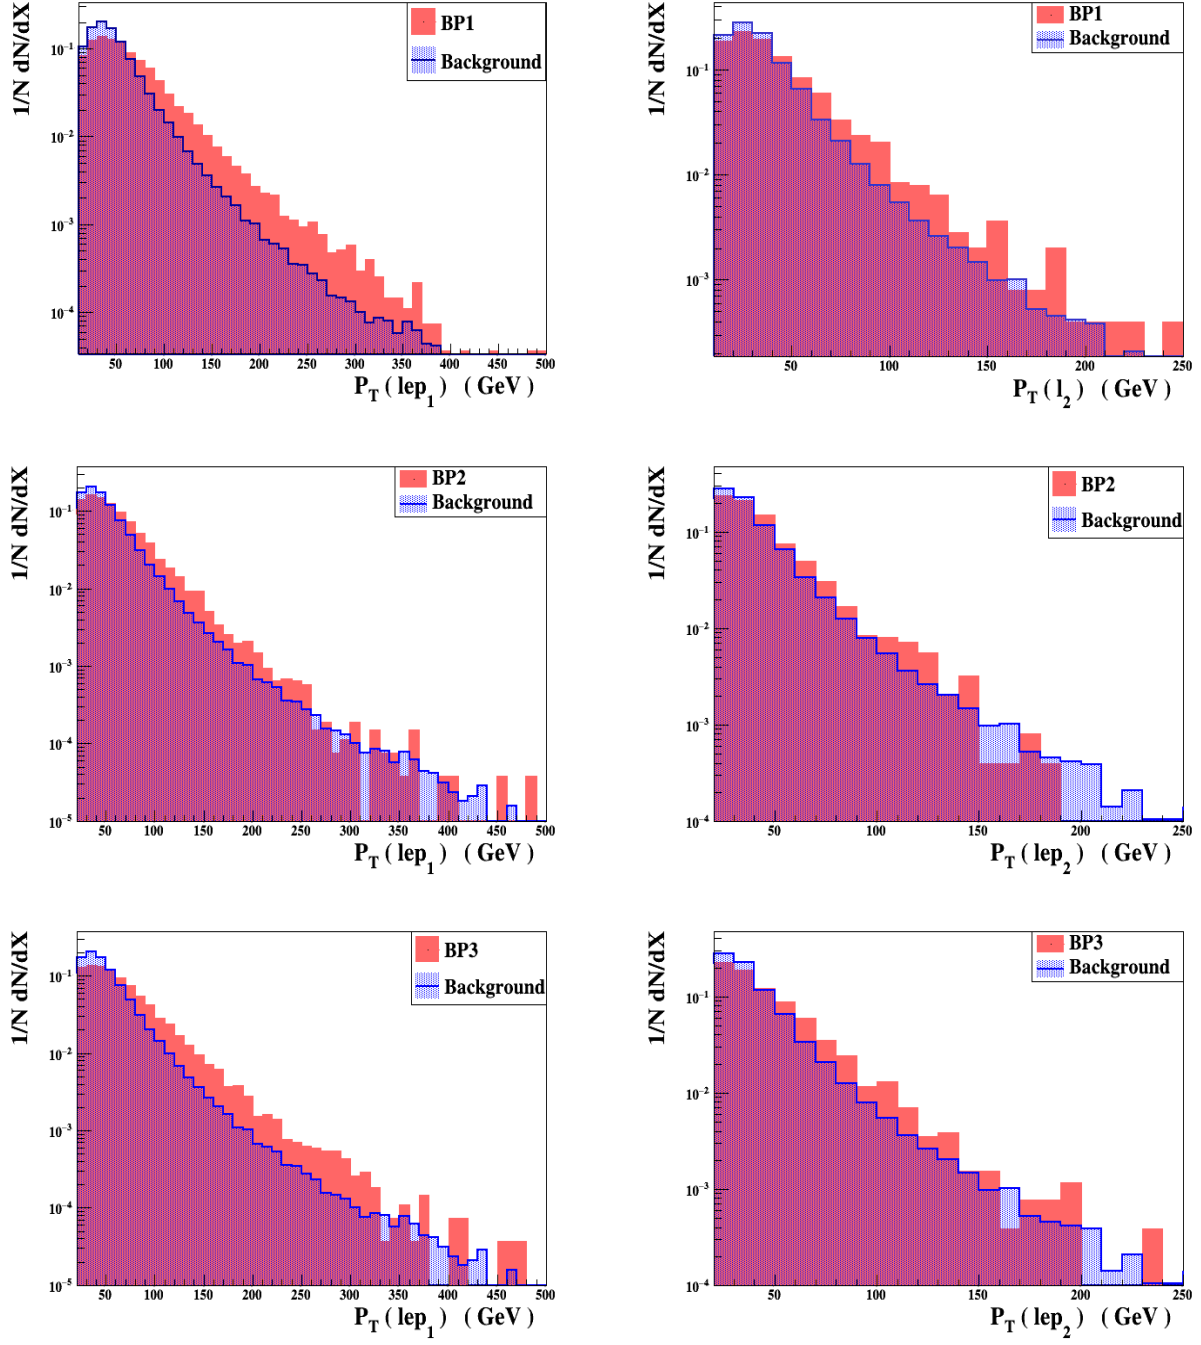 1/N dN/dX
BP1
Background
10⁻¹
10⁻²
10⁻³
10⁻⁴
50 100 150 200 250 300 350 400 450 500
P_T ( lep_1 ) ( GeV )
1/N dN/dX
BP1
Background
10⁻¹
10⁻²
10⁻³
50 100 150 200 250
P_T ( l_2 ) ( GeV )
1/N dN/dX
BP2
Background
10⁻¹
10⁻²
10⁻³
10⁻⁴
10⁻⁵
50 100 150 200 250 300 350 400 450 500
P_T ( lep_1 ) ( GeV )
1/N dN/dX
BP2
Background
10⁻¹
10⁻²
10⁻³
10⁻⁴
50 100 150 200 250
P_T ( lep_2 ) ( GeV )
1/N dN/dX
BP3
Background
10⁻¹
10⁻²
10⁻³
10⁻⁴
10⁻⁵
50 100 150 200 250 300 350 400 450 500
P_T ( lep_1 ) ( GeV )
1/N dN/dX
BP3
Background
10⁻¹
10⁻²
10⁻³
10⁻⁴
50 100 150 200 250
P_T ( lep_2 ) ( GeV )